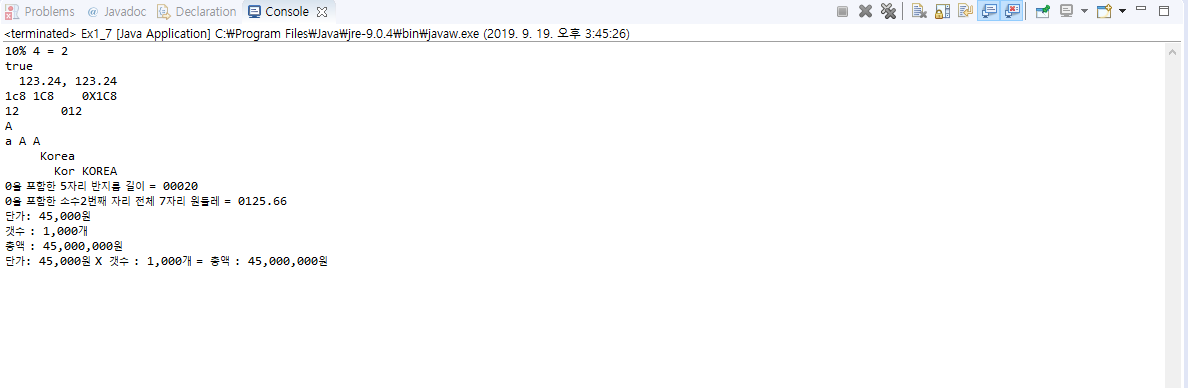 Problems @ Javadoc Declaration Console
<terminated> Ex1_7 [Java Application] C:₩Program Files₩Java₩jre-9.0.4₩bin₩javaw.exe (2019. 9. 19. 오후 3:45:26)
10% 4 = 2
true
  123.24, 123.24
1c8 1C8    0X1C8
12      012
A
a A A
     Korea
       Kor KOREA
0을 포함한 5자리 반지름 길이 = 00020
0을 포함한 소수2번째 자리 전체 7자리 원둘레 = 0125.66
단가: 45,000원
갯수 : 1,000개
총액 : 45,000,000원
단가: 45,000원 X 갯수 : 1,000개 = 총액 : 45,000,000원